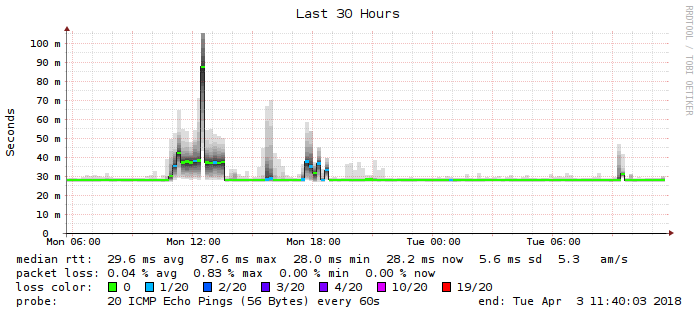 Last 30 Hours
RRDTOOL / TOBI OETIKER
Seconds
100 m
90 m
80 m
70 m
60 m
50 m
40 m
30 m
20 m
10 m
0
Mon 06:00 Mon 12:00 Mon 18:00 Tue 00:00 Tue 06:00
median rtt: 29.6 ms avg 87.6 ms max 28.0 ms min 28.2 ms now 5.6 ms sd 5.3 am/s
packet loss: 0.04 % avg 0.83 % max 0.00 % min 0.00 % now
loss color: 0 1/20 2/20 3/20 4/20 10/20 19/20
probe: 20 ICMP Echo Pings (56 Bytes) every 60s end: Tue Apr 3 11:40:03 2018